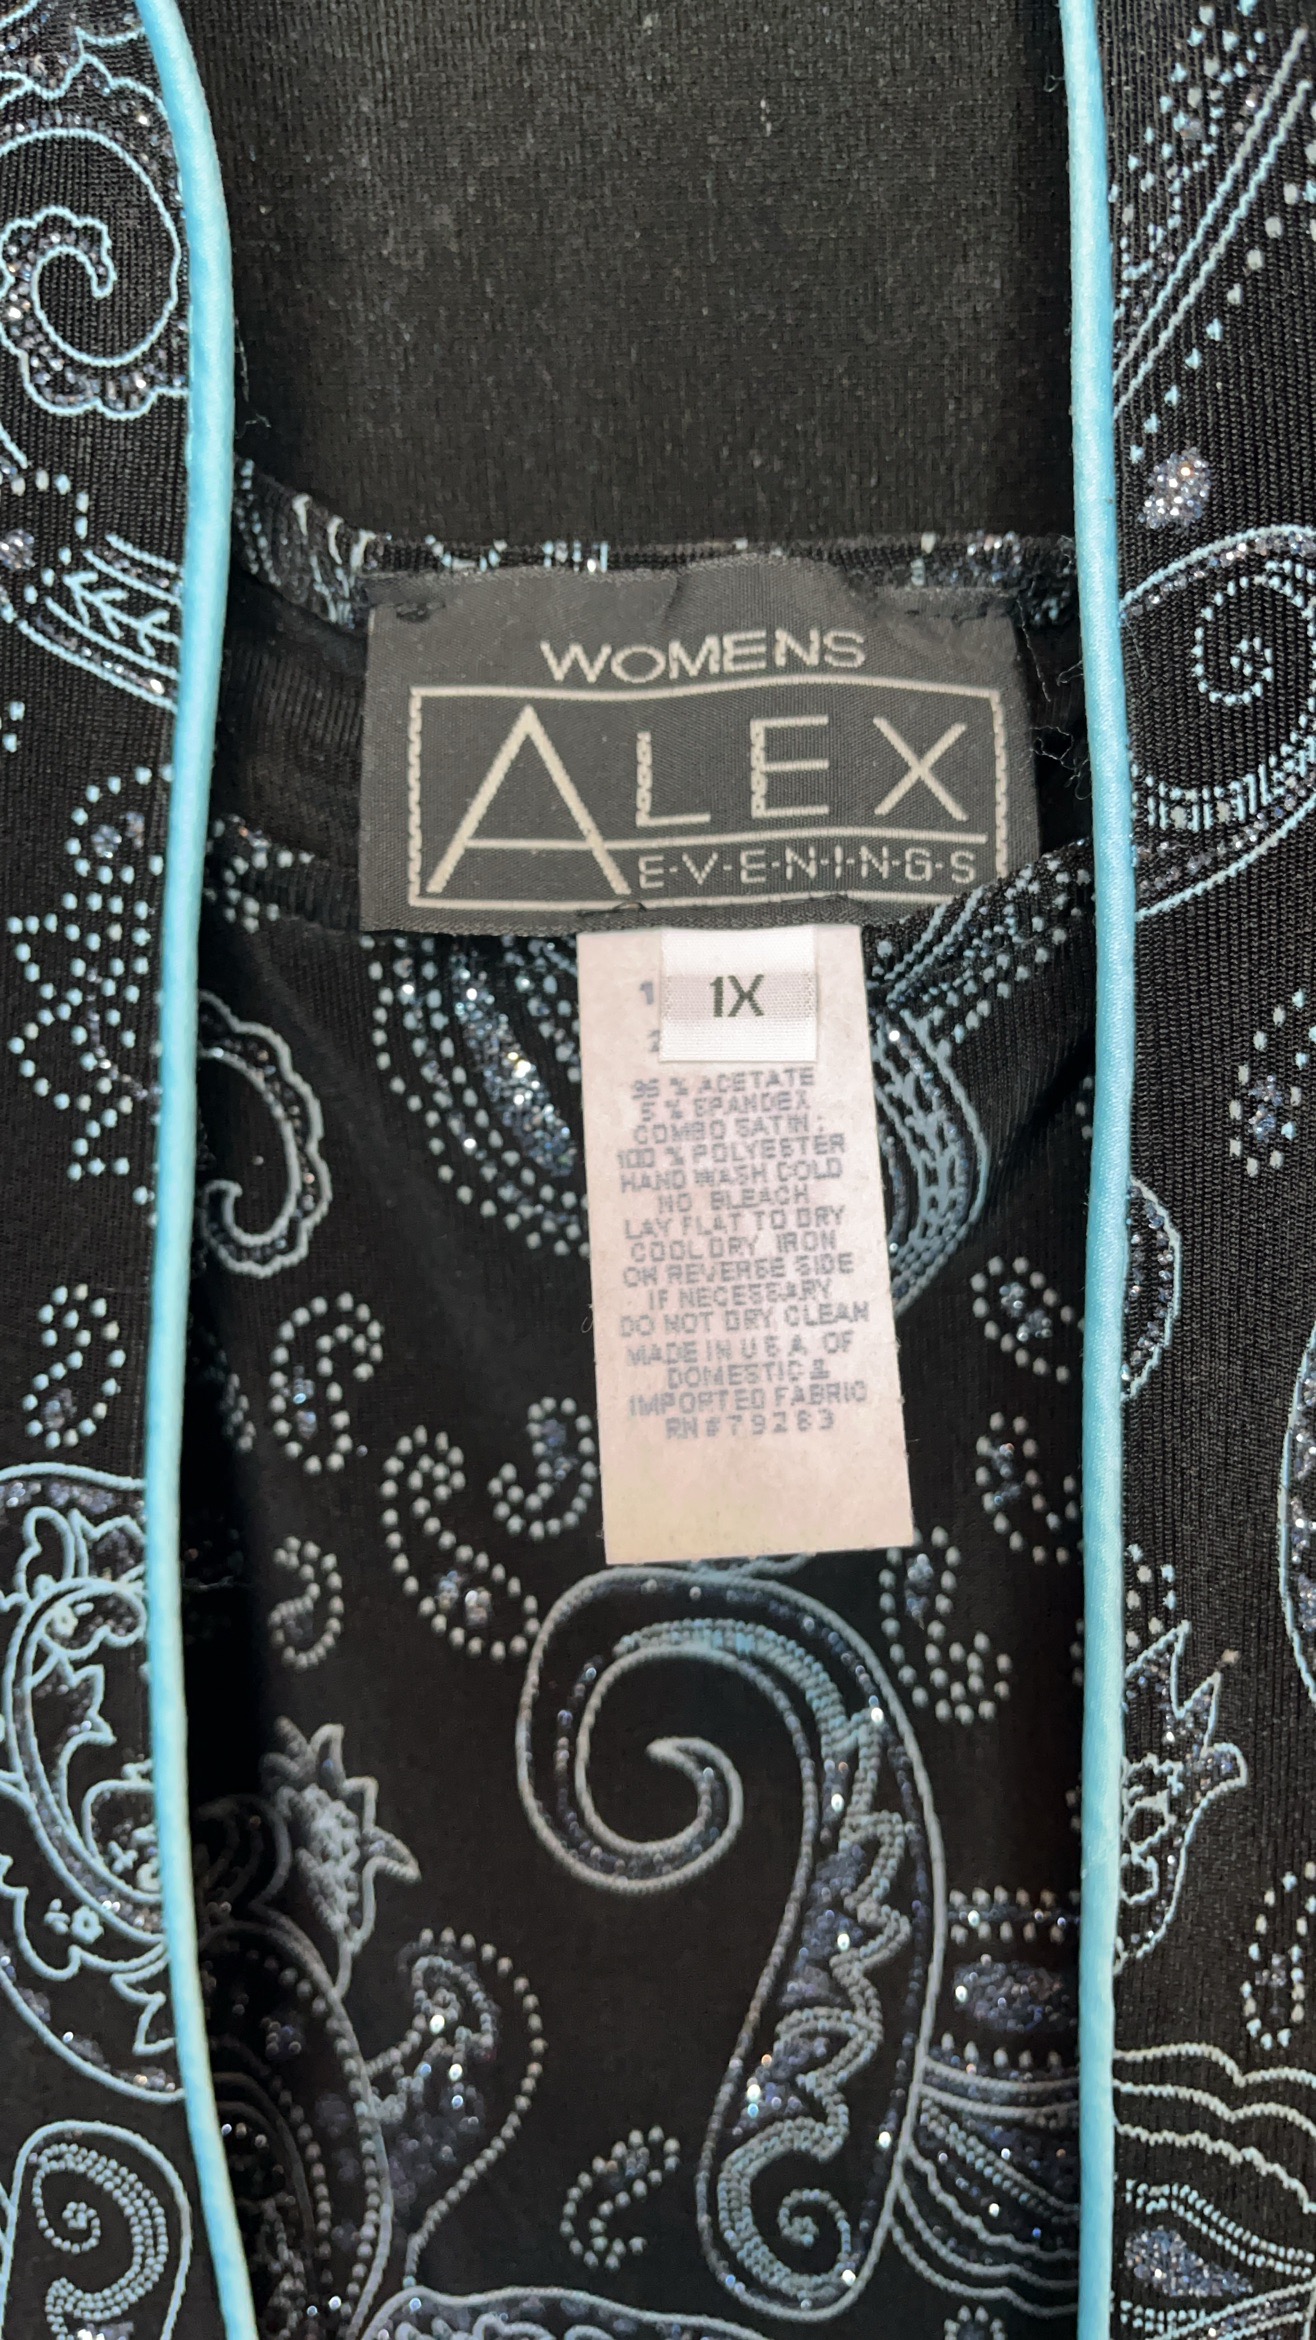 WOMENS
ALEX
E·V·E·N·I·N·G·S
1X
1
2
95 % ACETATE
5 % SPANDEX
COMBO SATIN:
100 % POLYESTER
HAND WASH COLD
NO BLEACH
LAY FLAT TO DRY
COOL DRY IRON
ON REVERSE SIDE
IF NECESSARY
DO NOT DRY CLEAN
MADE IN U S A OF
DOMESTIC &
IMPORTED FABRIC
RN # 79283